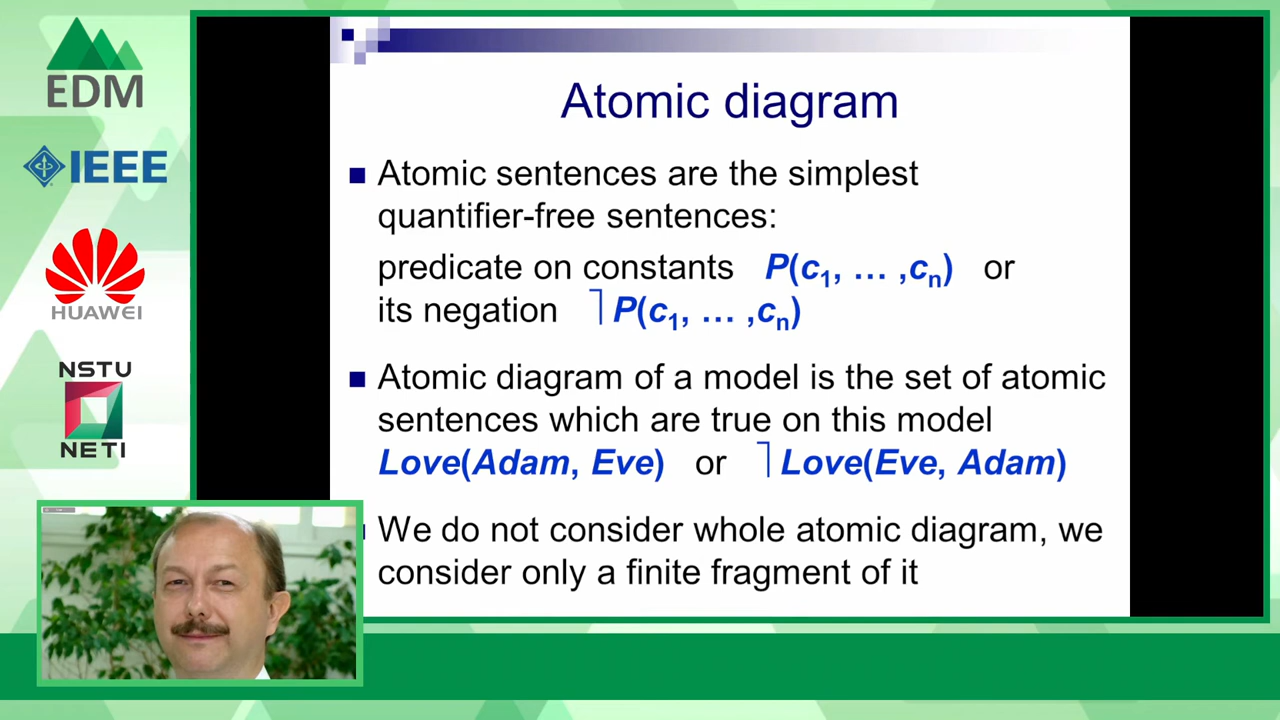 EDM
IEEE
HUAWEI
NSTU
NETI
Atomic diagram
Atomic sentences are the simplest
quantifier-free sentences:
predicate on constants P(c1, … ,cn) or
its negation ⎤P(c1, … ,cn)
Atomic diagram of a model is the set of atomic
sentences which are true on this model
Love(Adam, Eve) or ⎤Love(Eve, Adam)
We do not consider whole atomic diagram, we
consider only a finite fragment of it